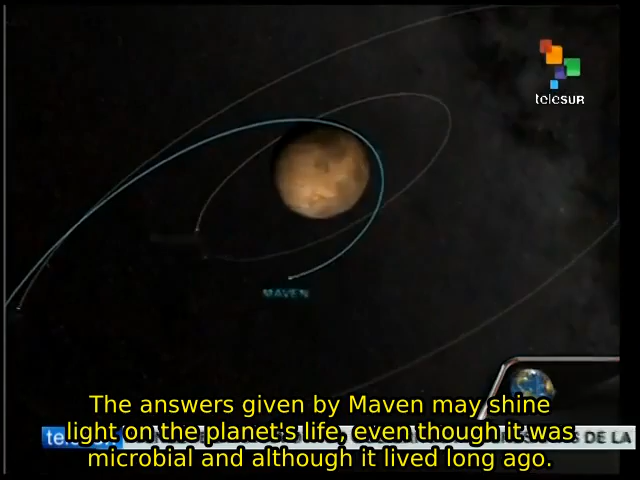 teleSUR
MAVEN
The answers given by Maven may shine
light on the planet's life, even though it was
microbial and although it lived long ago.
DE LA